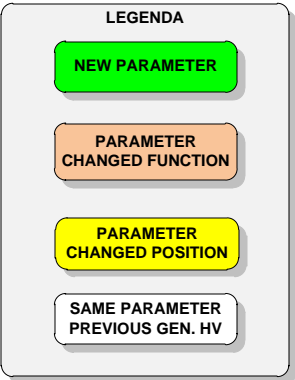 LEGENDA
NEW PARAMETER
PARAMETER
CHANGED FUNCTION
PARAMETER
CHANGED POSITION
SAME PARAMETER
PREVIOUS GEN. HV